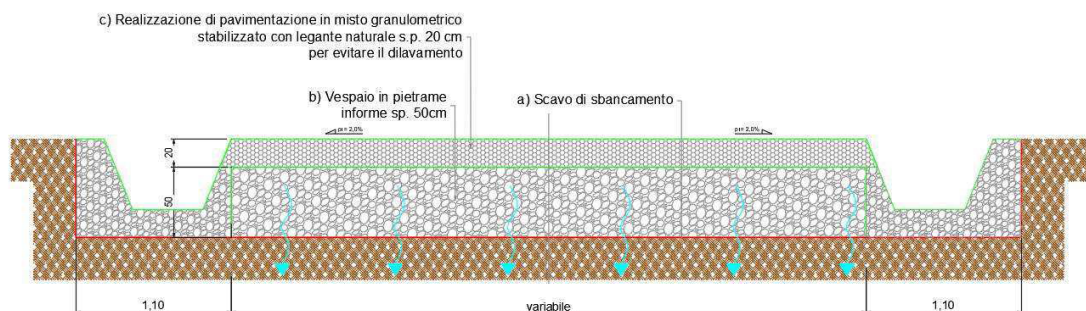 c) Realizzazione di pavimentazione in misto granulometrico
stabilizzato con legante naturale s.p. 20 cm
per evitare il dilavamento
b) Vespaio in pietrame
informe sp. 50cm
a) Scavo di sbancamento
2,0%
2,0%
20
50
1,10
variabile
1,10